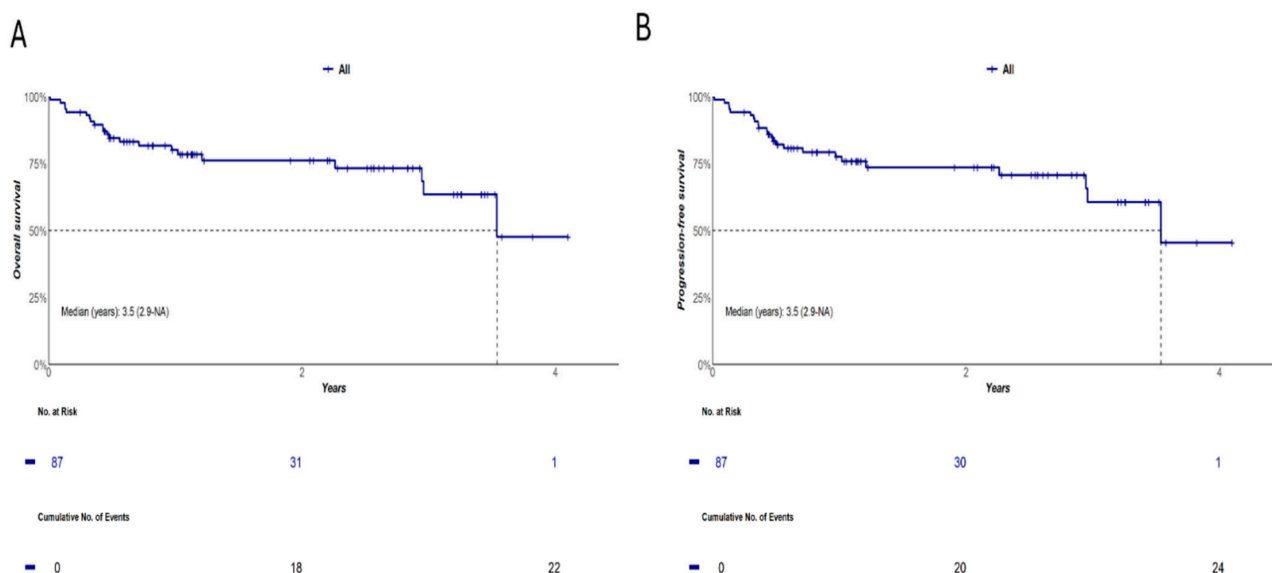 A
All
100%
75%
50%
25%
0%
Overall survival
Median (years): 3.5 (2.9-NA)
0 2 4
Years
No. at Risk
87 31 1
Cumulative No. of Events
0 18 22
B
All
100%
75%
50%
25%
0%
Progression-free survival
Median (years): 3.5 (2.9-NA)
0 2 4
Years
No. at Risk
87 30 1
Cumulative No. of Events
0 20 24